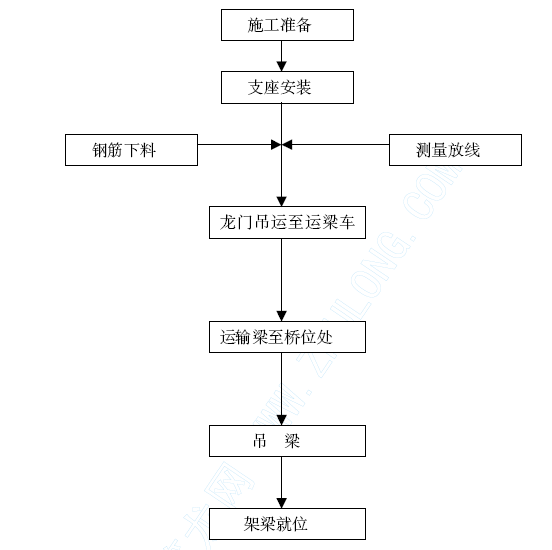 施工准备
支座安装
钢筋下料
测量放线
龙门吊运至运梁车
运输梁至桥位处
吊 梁
架梁就位